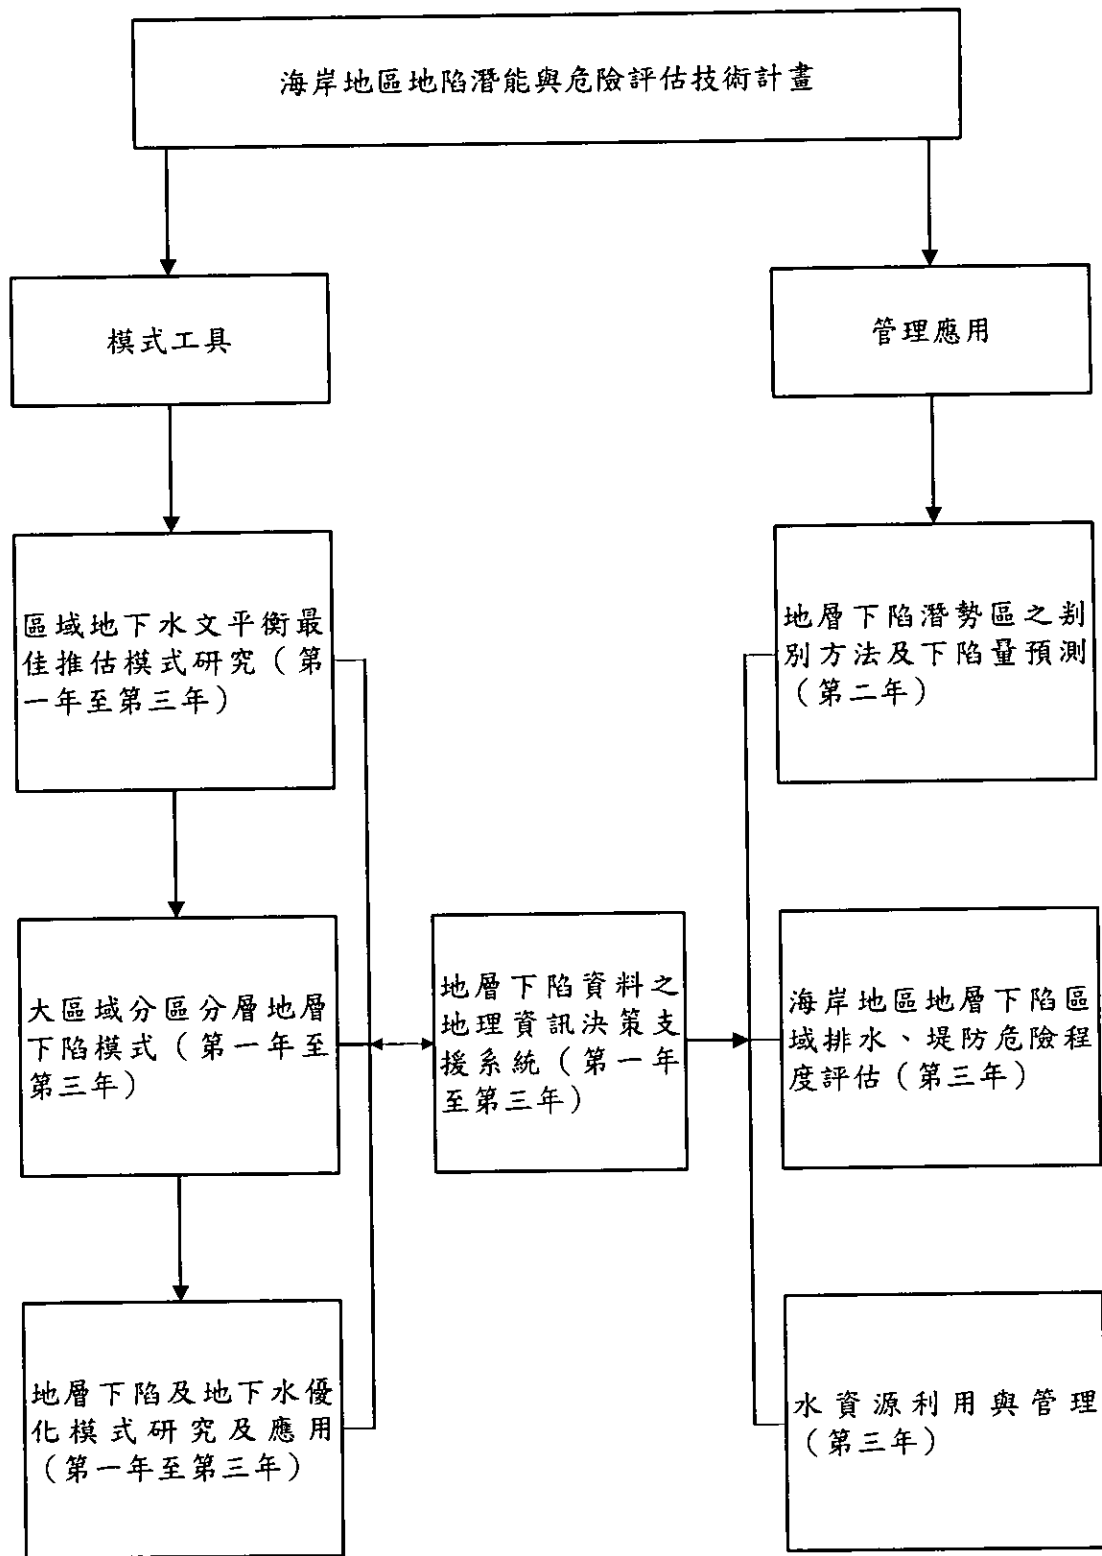 海岸地區地陷潛能與危險評估技術計畫
模式工具
管理應用
區域地下水文平衡最
佳推估模式研究（第
一年至第三年）
地層下陷潛勢區之判
別方法及下陷量預測
（第二年）
大區域分區分層地層
下陷模式（第一年至
第三年）
地層下陷資料之
地理資訊決策支
援系統（第一年
至第三年）
海岸地區地層下陷區
域排水、堤防危險程
度評估（第三年）
地層下陷及地下水優
化模式研究及應用
（第一年至第三年）
水資源利用與管理
（第三年）